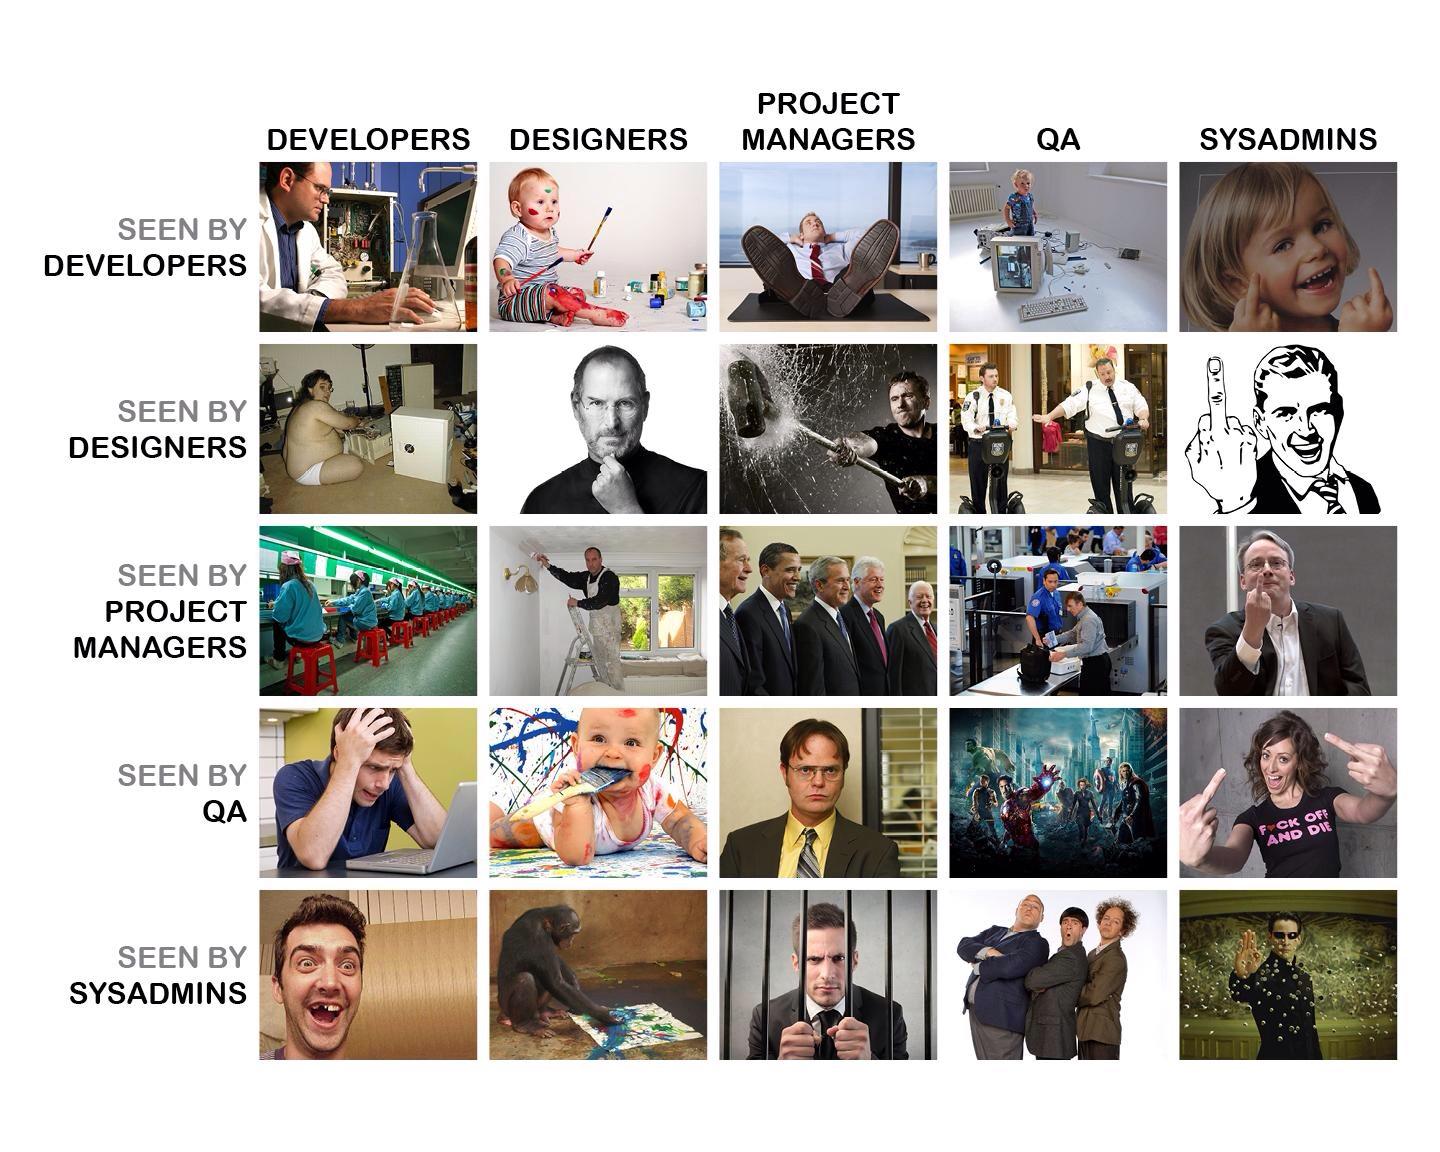 PROJECT
DEVELOPERS DESIGNERS MANAGERS QA SYSADMINS
SEEN BY
DEVELOPERS
SEEN BY
DESIGNERS
SEEN BY
PROJECT
MANAGERS
SEEN BY
QA
F♥CK OFF
AND DIE
SEEN BY
SYSADMINS